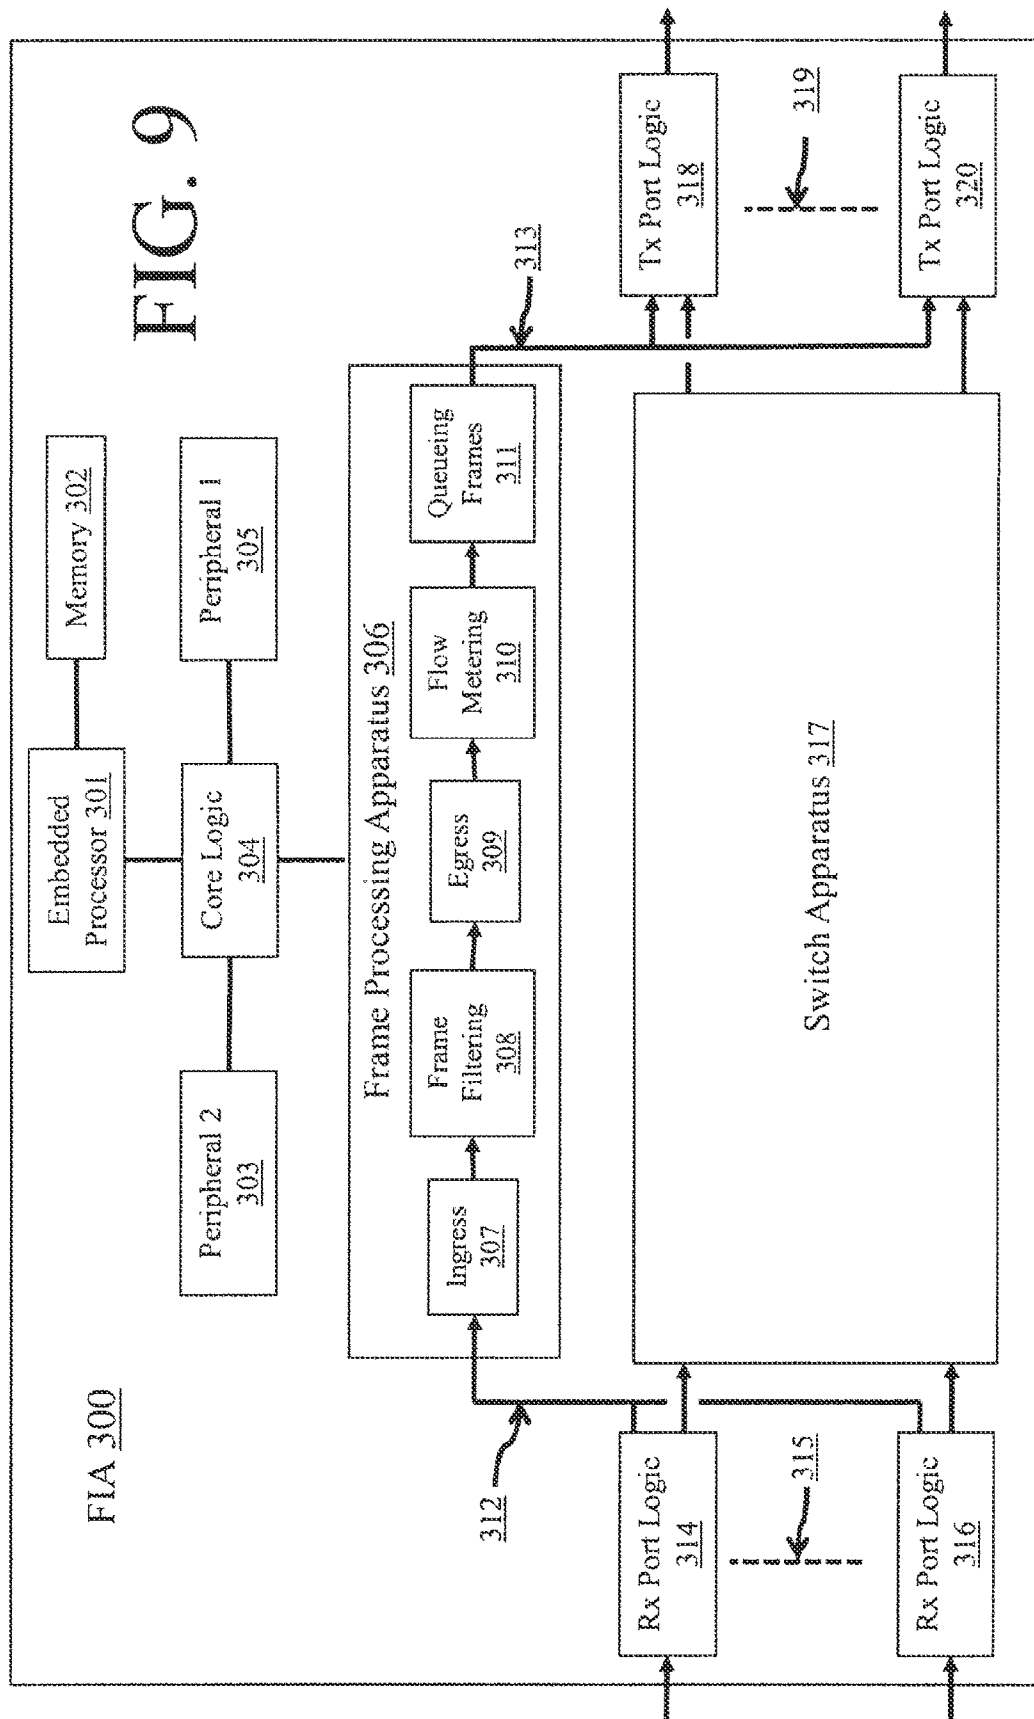 FIA 300
FIG. 9
Embedded
Processor 301
Memory 302
Peripheral 2
303
Core Logic
304
Peripheral 1
305
Frame Processing Apparatus 306
Ingress
307
Frame
Filtering
308
Egress
309
Flow
Metering
310
Queueing
Frames
311
312
313
Rx Port Logic
314
315
Rx Port Logic
316
Switch Apparatus 317
Tx Port Logic
318
319
Tx Port Logic
320